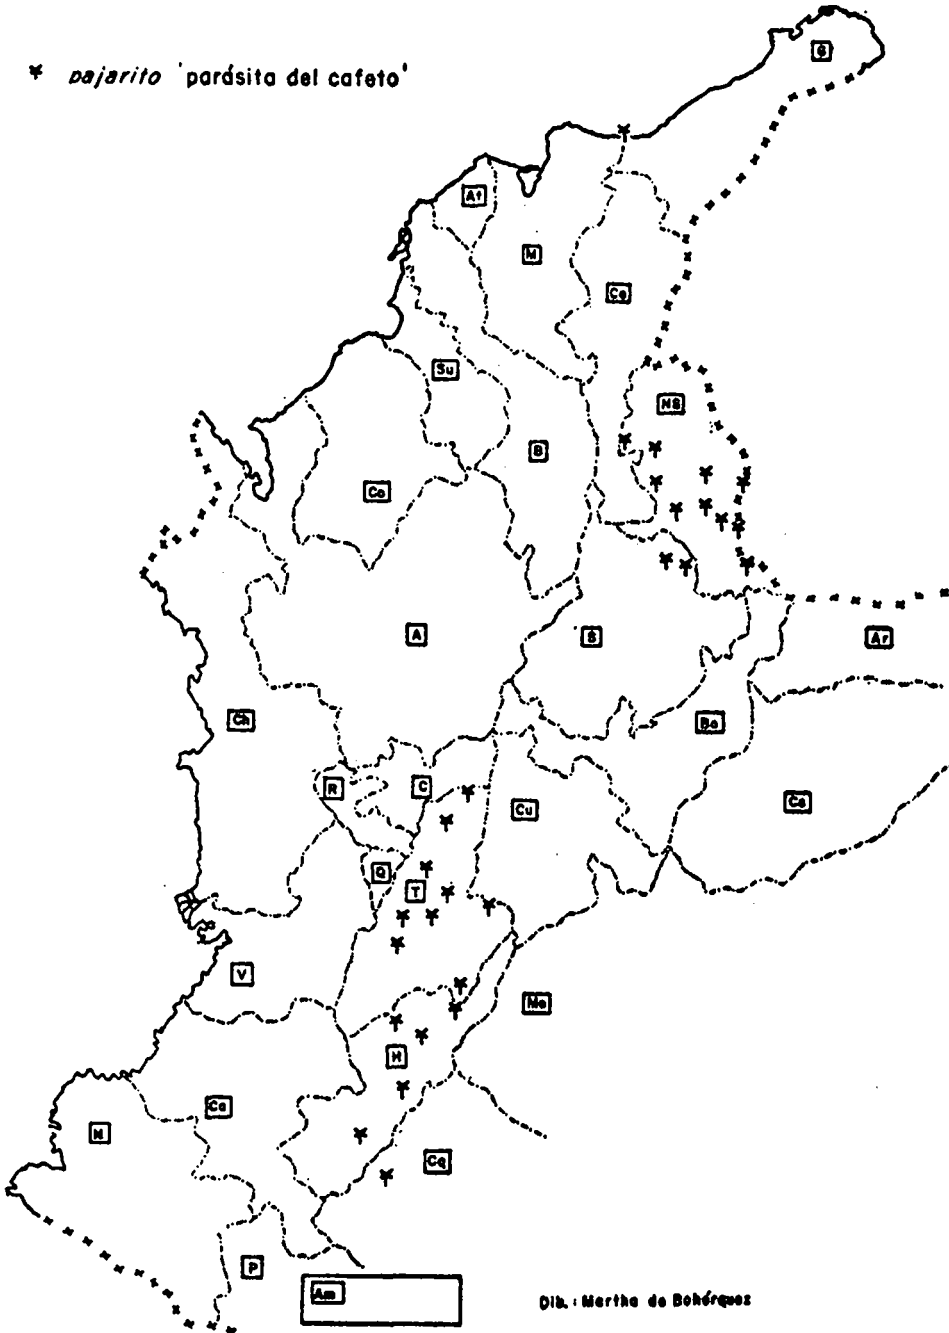 G
pajarito 'parásita del cafeto'
At
M
Ce
Su
NS
B
Co
A
S
Ar
Ch
Bo
R
C
Cu
Cs
Q
T
V
Me
H
Ca
N
Cq
P
Am
Dib.: Martha de Bohórquez